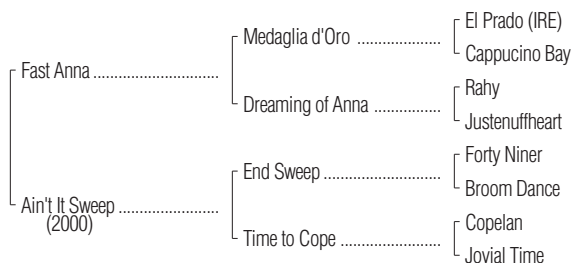 El Prado (IRE)
Medaglia d'Oro ....................
Cappucino Bay
Fast Anna ..............................
Rahy
Dreaming of Anna ...................
Justenuffheart
Forty Niner
End Sweep ............................
Broom Dance
Ain't It Sweep ........................
(2000)
Copelan
Time to Cope ........................
Jovial Time